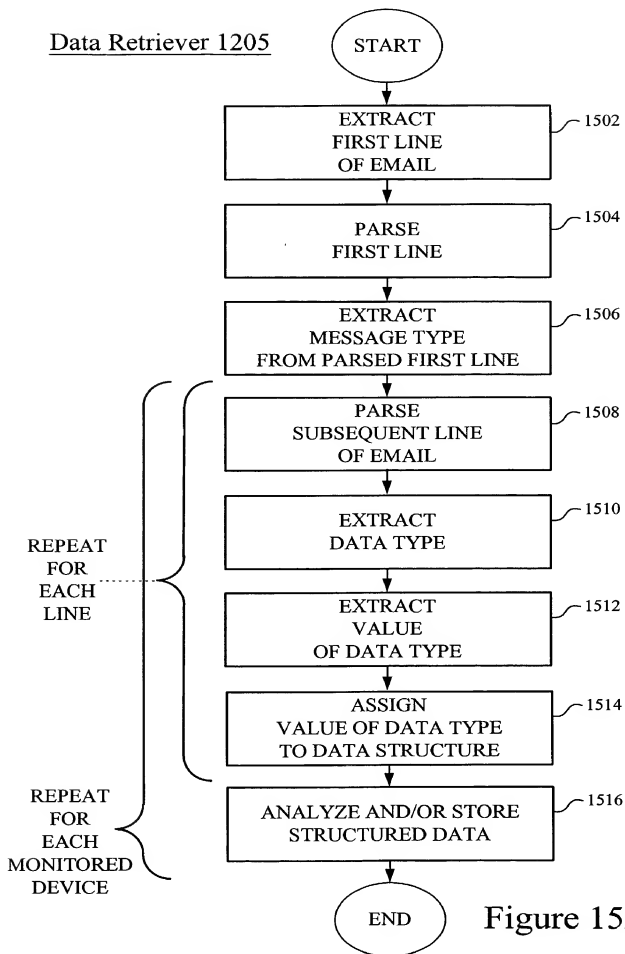 Data Retriever 1205
START
EXTRACT
FIRST LINE
OF EMAIL
1502
PARSE
FIRST LINE
1504
EXTRACT
MESSAGE TYPE
FROM PARSED FIRST LINE
1506
PARSE
SUBSEQUENT LINE
OF EMAIL
1508
EXTRACT
DATA TYPE
1510
REPEAT
FOR
EACH
LINE
EXTRACT
VALUE
OF DATA TYPE
1512
ASSIGN
VALUE OF DATA TYPE
TO DATA STRUCTURE
1514
REPEAT
FOR
EACH
MONITORED
DEVICE
ANALYZE AND/OR STORE
STRUCTURED DATA
1516
END
Figure 15